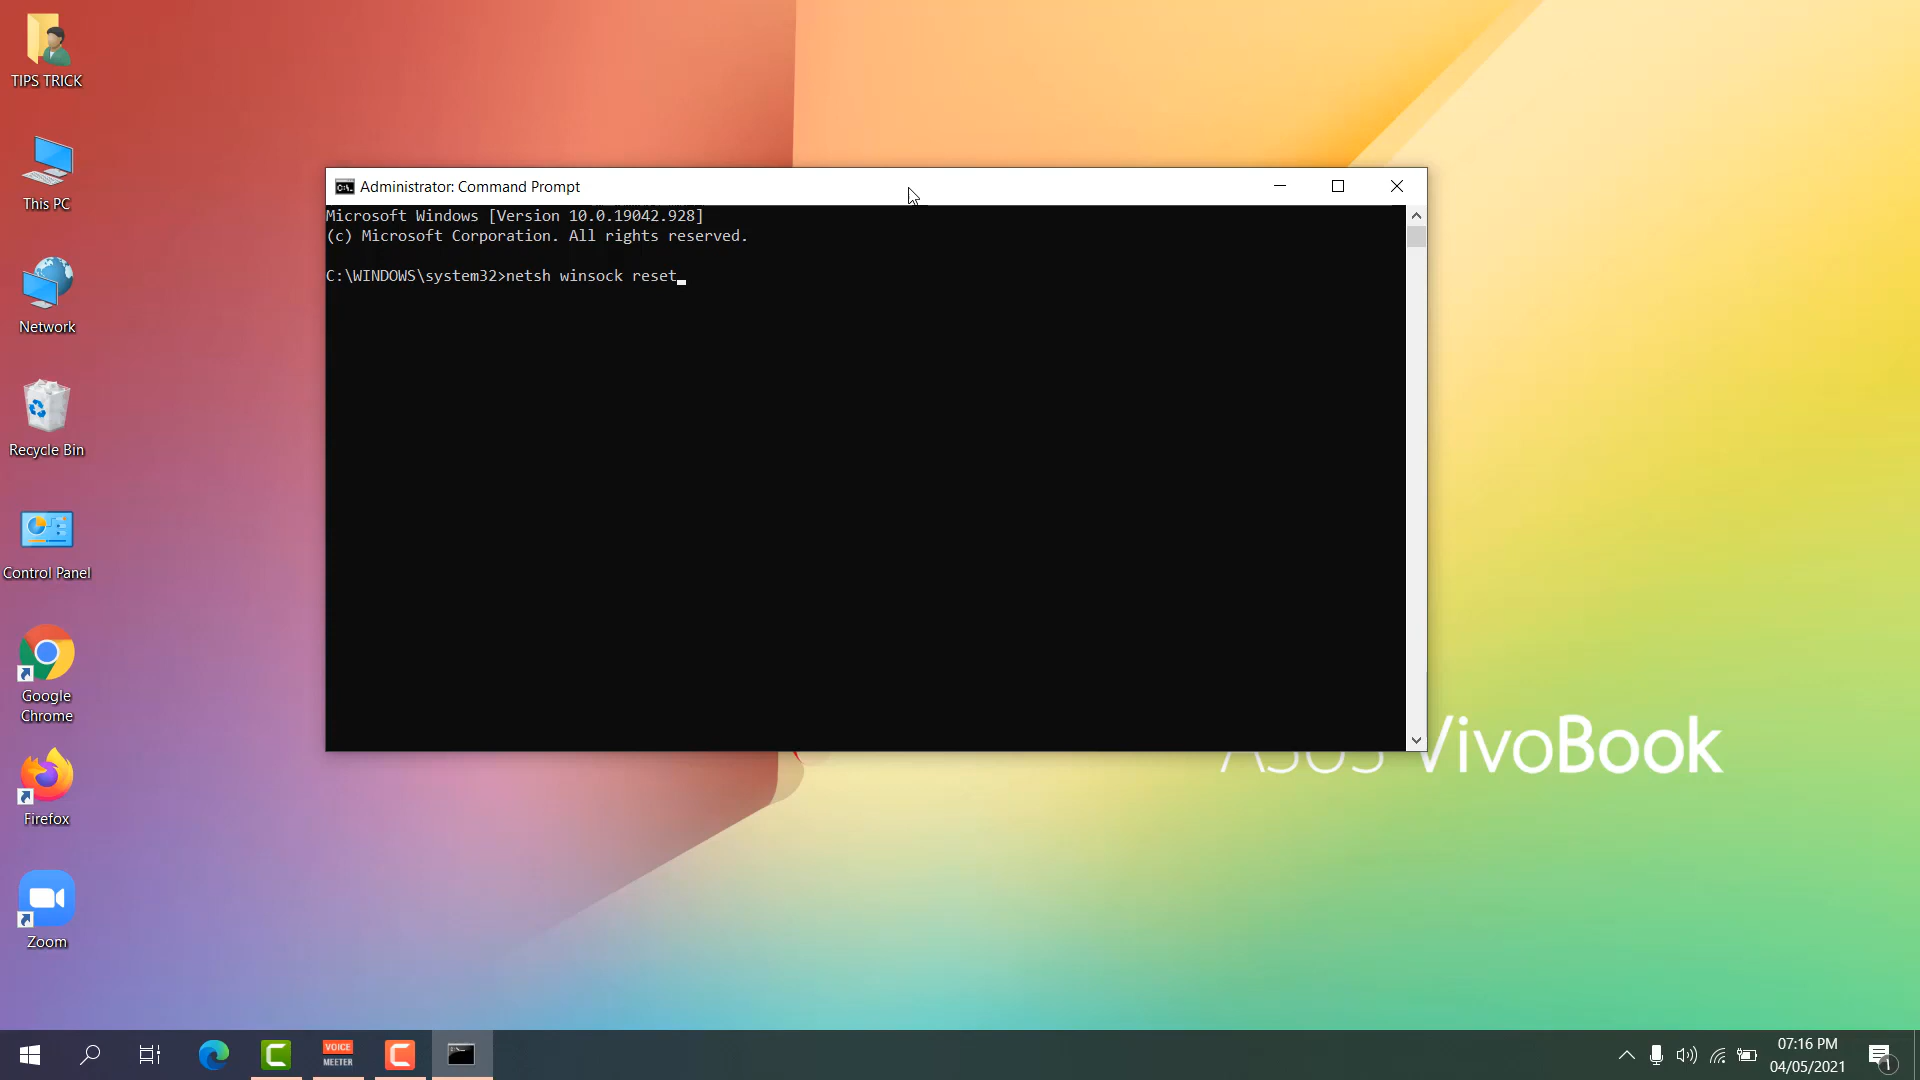 TIPS TRICK
This PC
Network
Recycle Bin
Control Panel
Google
Chrome
Firefox
Zoom
Administrator: Command Prompt
Microsoft Windows [Version 10.0.19042.928]
(c) Microsoft Corporation. All rights reserved.
C:\WINDOWS\system32>netsh winsock reset
ASUS VivoBook
VOICE
MEETER
07:16 PM
04/05/2021
1